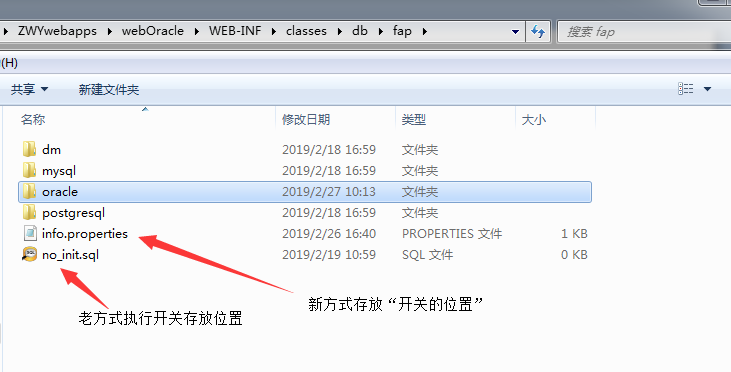 ZWYwebapps webOracle WEB-INF classes db fap
搜索 fap
(H)
共享 新建文件夹
名称 修改日期 类型 大小
dm 2019/2/18 16:59 文件夹
mysql 2019/2/18 16:59 文件夹
oracle 2019/2/27 10:13 文件夹
postgresql 2019/2/18 16:59 文件夹
info.properties 2019/2/26 16:40 PROPERTIES 文件 1 KB
no_init.sql 2019/2/19 10:59 SQL 文件 0 KB
新方式存放“开关的位置”
老方式执行开关存放位置